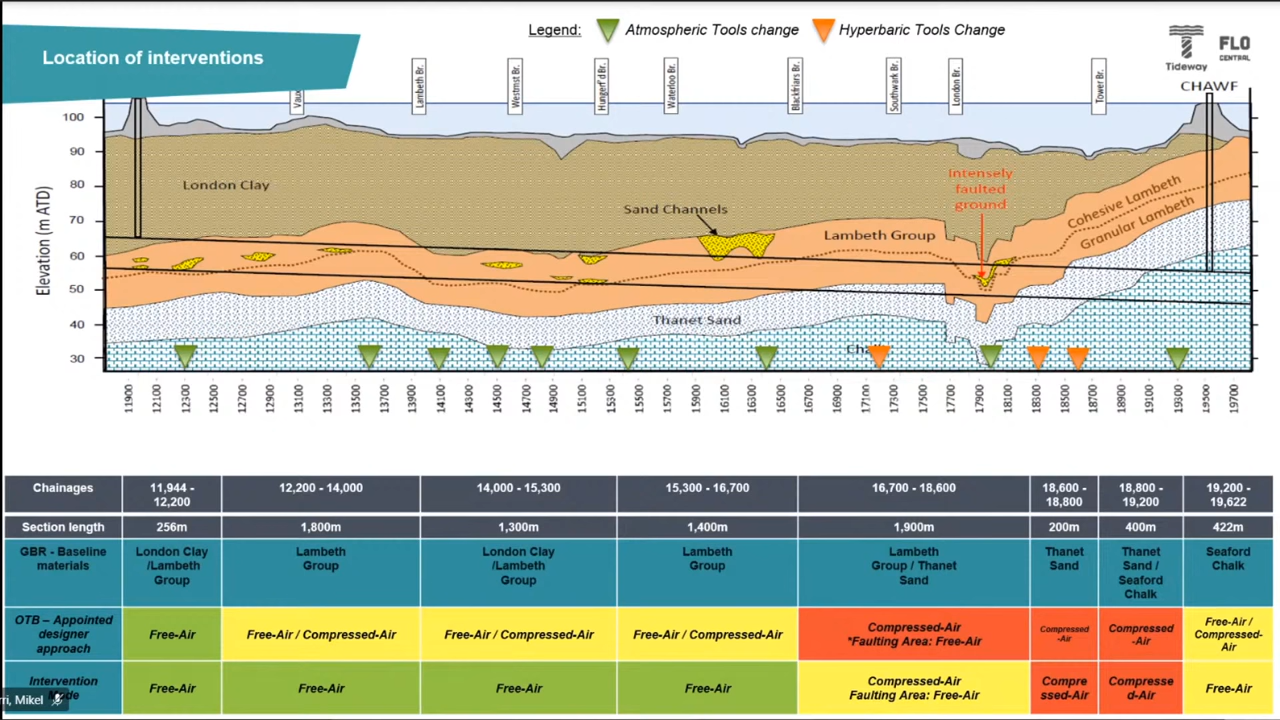 Legend: Atmospheric Tools change Hyperbaric Tools Change
Location of interventions
Tideway
FLO
CENTRAL
CHAWF
Lambeth Br.
Westmst Br.
Hungerf'd Br.
Waterloo Br.
Blackfriars Br.
Southwark Br.
London Br.
Tower Br.
Elevation (m ATD)
100
90
80
70
60
50
40
30
London Clay
Sand Channels
Intensely
faulted
ground
Lambeth Group
Cohesive Lambeth
Granular Lambeth
Thanet Sand
11900 12100 12300 12500 12700 12900 13100 13300 13500 13700 13900 14100 14300 14500 14700 14900 15100 15300 15500 15700 15900 16100 16300 16500 16700 16900 17100 17300 17500 17700 17900 18100 18300 18500 18700 18900 19100 19300 19500 19700
Chainages 11,944 - 12,200 12,200 - 14,000 14,000 - 15,300 15,300 - 16,700 16,700 - 18,600 18,600 - 18,800 18,800 - 19,200 19,200 - 19,622
Section length 256m 1,800m 1,300m 1,400m 1,900m 200m 400m 422m
GBR - Baseline materials London Clay /Lambeth Group Lambeth Group London Clay /Lambeth Group Lambeth Group Lambeth Group / Thanet Sand Thanet Sand Thanet Sand / Seaford Chalk Seaford Chalk
OTB – Appointed designer approach Free-Air Free-Air / Compressed-Air Free-Air / Compressed-Air Free-Air / Compressed-Air Compressed-Air *Faulting Area: Free-Air Compressed -Air Compressed -Air Free-Air / Compressed- Air
Intervention Mode Free-Air Free-Air Free-Air Free-Air Compressed-Air Faulting Area: Free-Air Compre ssed-Air Compresse d-Air Free-Air
rri, Mikel